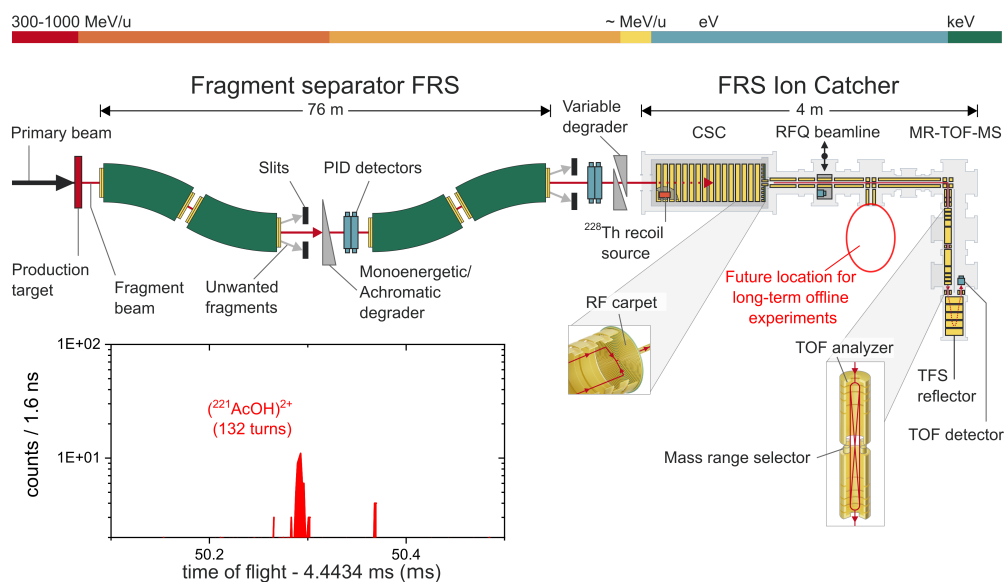 300-1000 MeV/u
~ MeV/u
eV
keV
Fragment separator FRS
76 m
FRS Ion Catcher
4 m
Primary beam
Slits
PID detectors
Variable
degrader
CSC
RFQ beamline
MR-TOF-MS
Production
target
Fragment
beam
Unwanted
fragments
Monoenergetic/
Achromatic
degrader
²²⁸Th recoil
source
Future location for
long-term offline
experiments
RF carpet
TOF analyzer
TFS
reflector
TOF detector
Mass range selector
1E+02
1E+01
counts / 1.6 ns
(²²¹AcOH)²⁺
(132 turns)
50.2
50.4
time of flight - 4.4434 ms (ms)